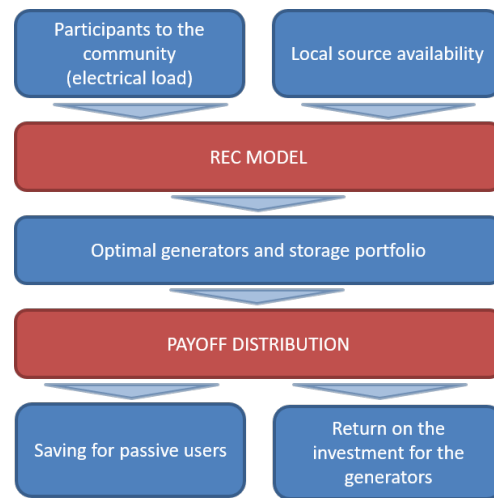 Participants to the
community
(electrical load)
Local source availability
REC MODEL
Optimal generators and storage portfolio
PAYOFF DISTRIBUTION
Saving for passive users
Return on the
investment for the
generators